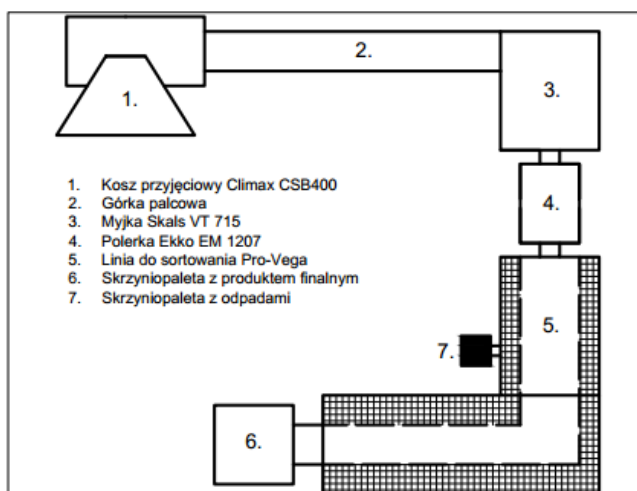 1.
2.
3.
4.
5.
6.
7.
1. Kosz przyjęciowy Climax CSB400
2. Górka palcowa
3. Myjka Skals VT 715
4. Polerka Ekko EM 1207
5. Linia do sortowania Pro-Vega
6. Skrzyniopaleta z produktem finalnym
7. Skrzyniopaleta z odpadami